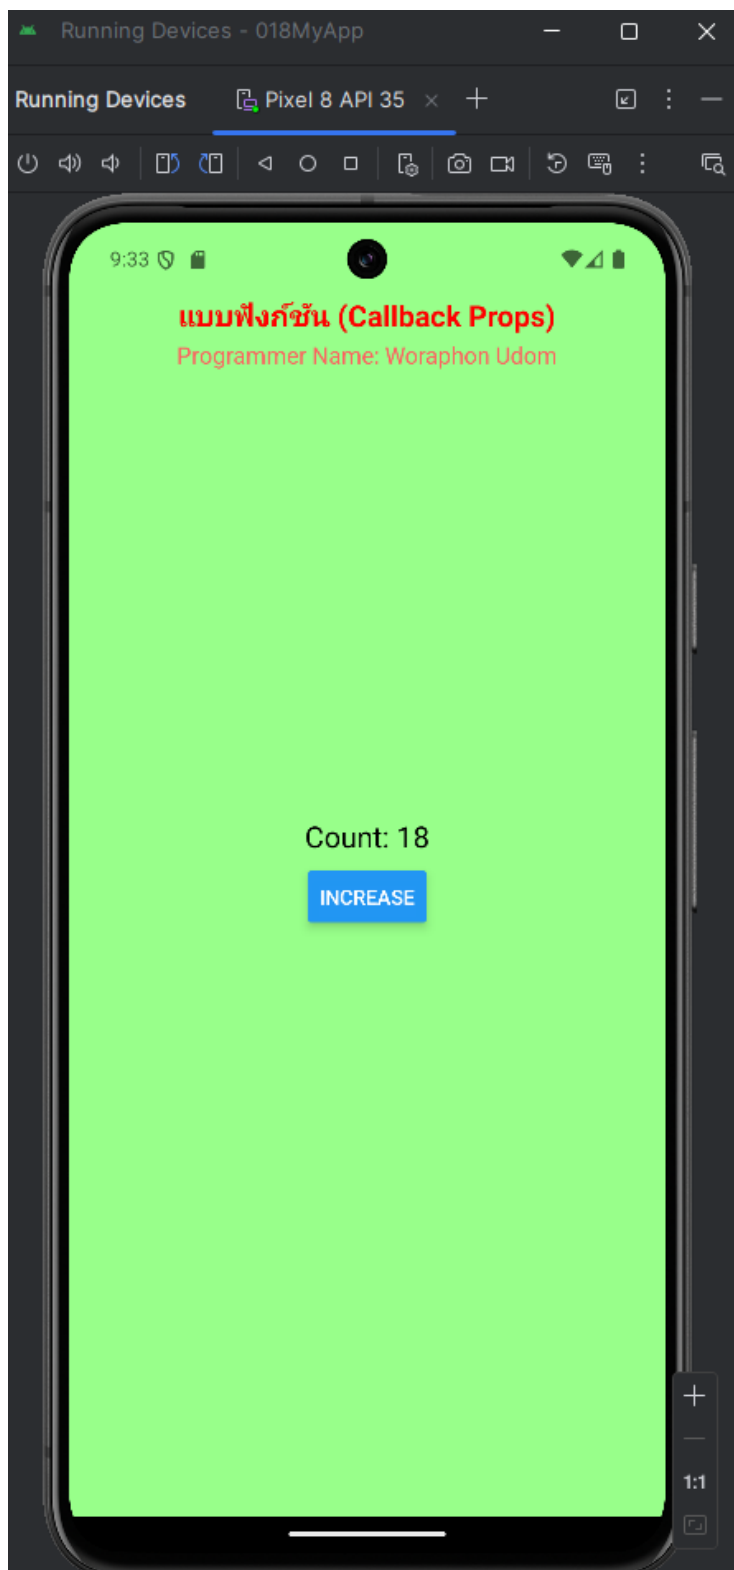 Running Devices - 018MyApp
Running Devices
Pixel 8 API 35
9:33
แบบฟังก์ชัน (Callback Props)
Programmer Name: Woraphon Udom
Count: 18
INCREASE
1:1